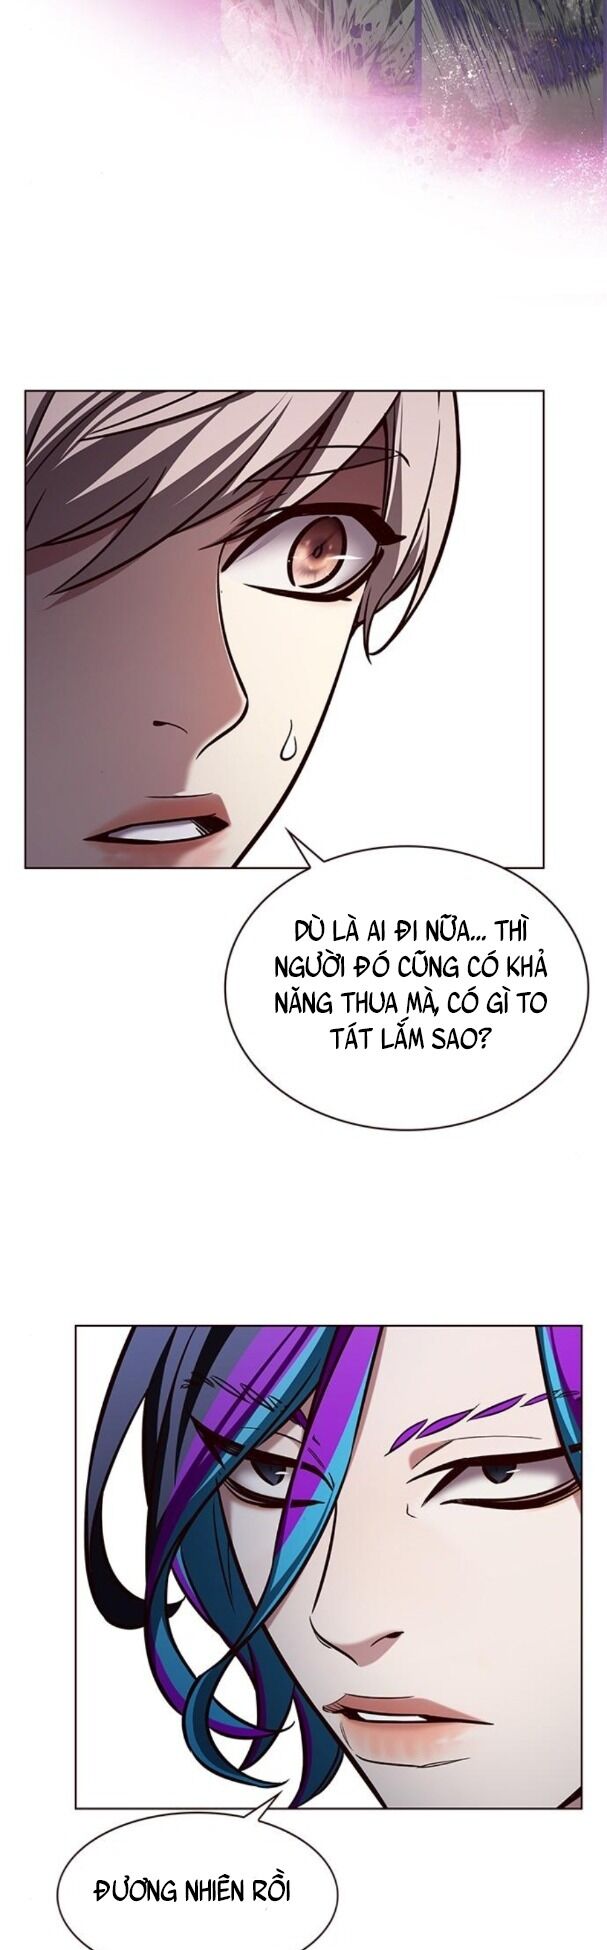 DÙ LÀ AI ĐI NỮA... THÌ
NGƯỜI ĐÓ CŨNG CÓ KHẢ
NĂNG THUA MÀ, CÓ GÌ TO
TÁT LẮM SAO?
ĐƯƠNG NHIÊN RỒI